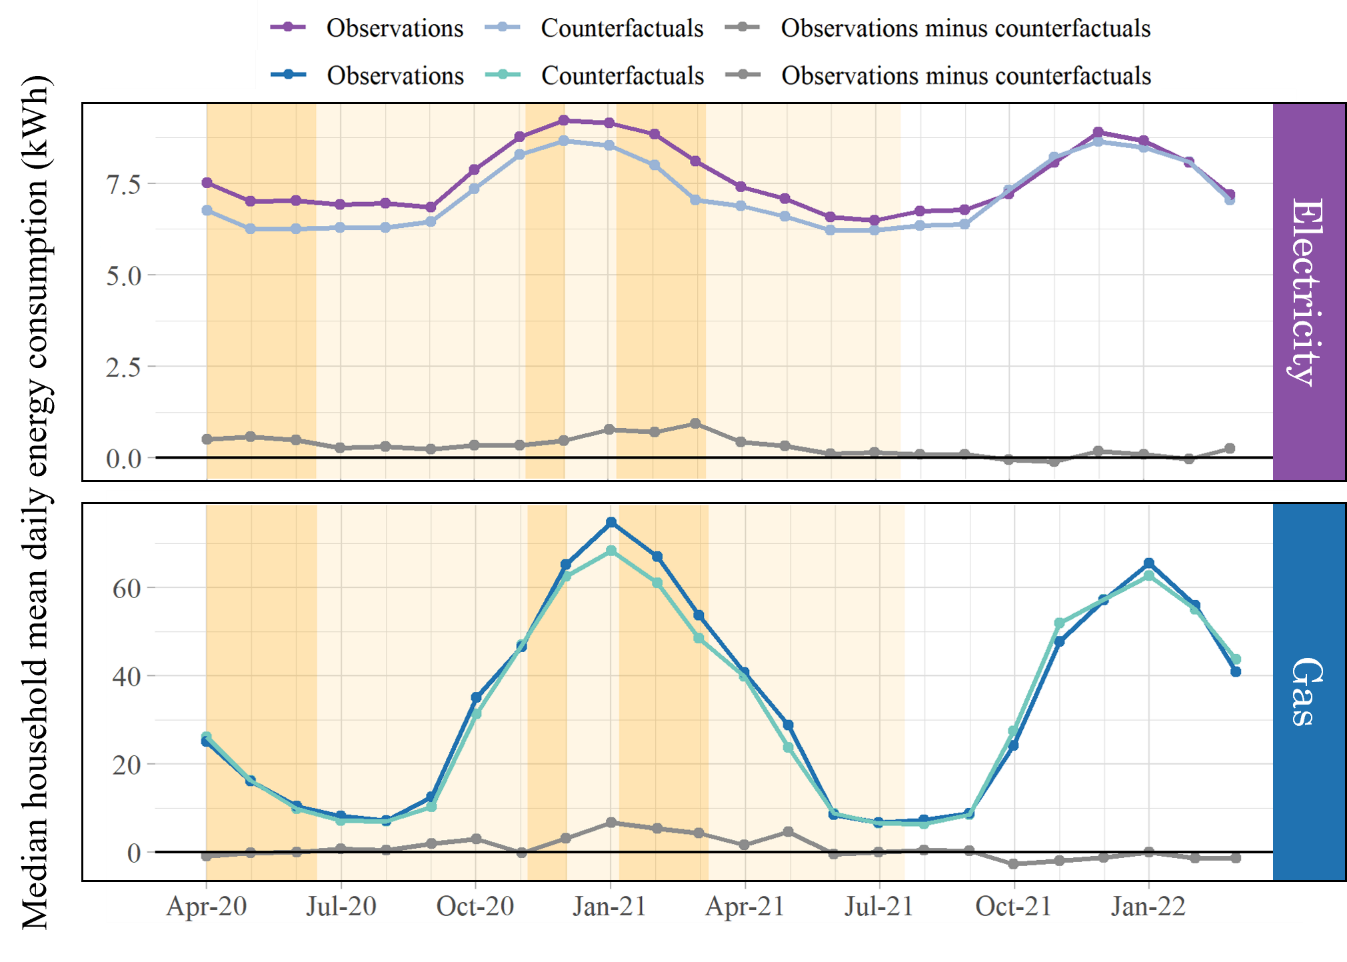 Observations Counterfactuals Observations minus counterfactuals
Observations Counterfactuals Observations minus counterfactuals
Median household mean daily energy consumption (kWh)
7.5
5.0
2.5
0.0
Electricity
60
40
20
0
Gas
Apr-20 Jul-20 Oct-20 Jan-21 Apr-21 Jul-21 Oct-21 Jan-22